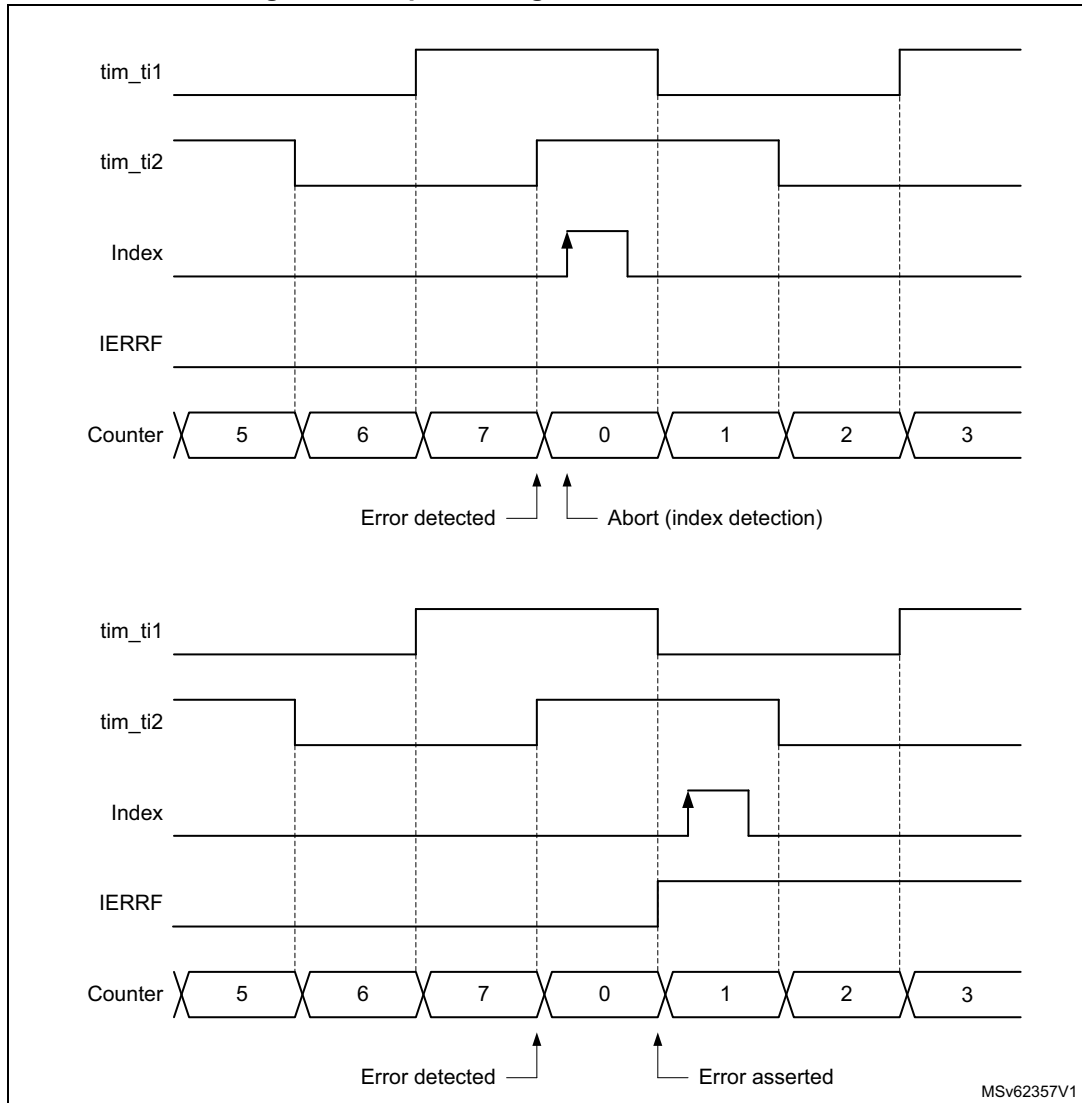 tim_ti1
tim_ti2
Index
IERRF
Counter 5 6 7 0 1 2 3
Error detected Abort (index detection)
tim_ti1
tim_ti2
Index
IERRF
Counter 5 6 7 0 1 2 3
Error detected Error asserted
MSv62357V1